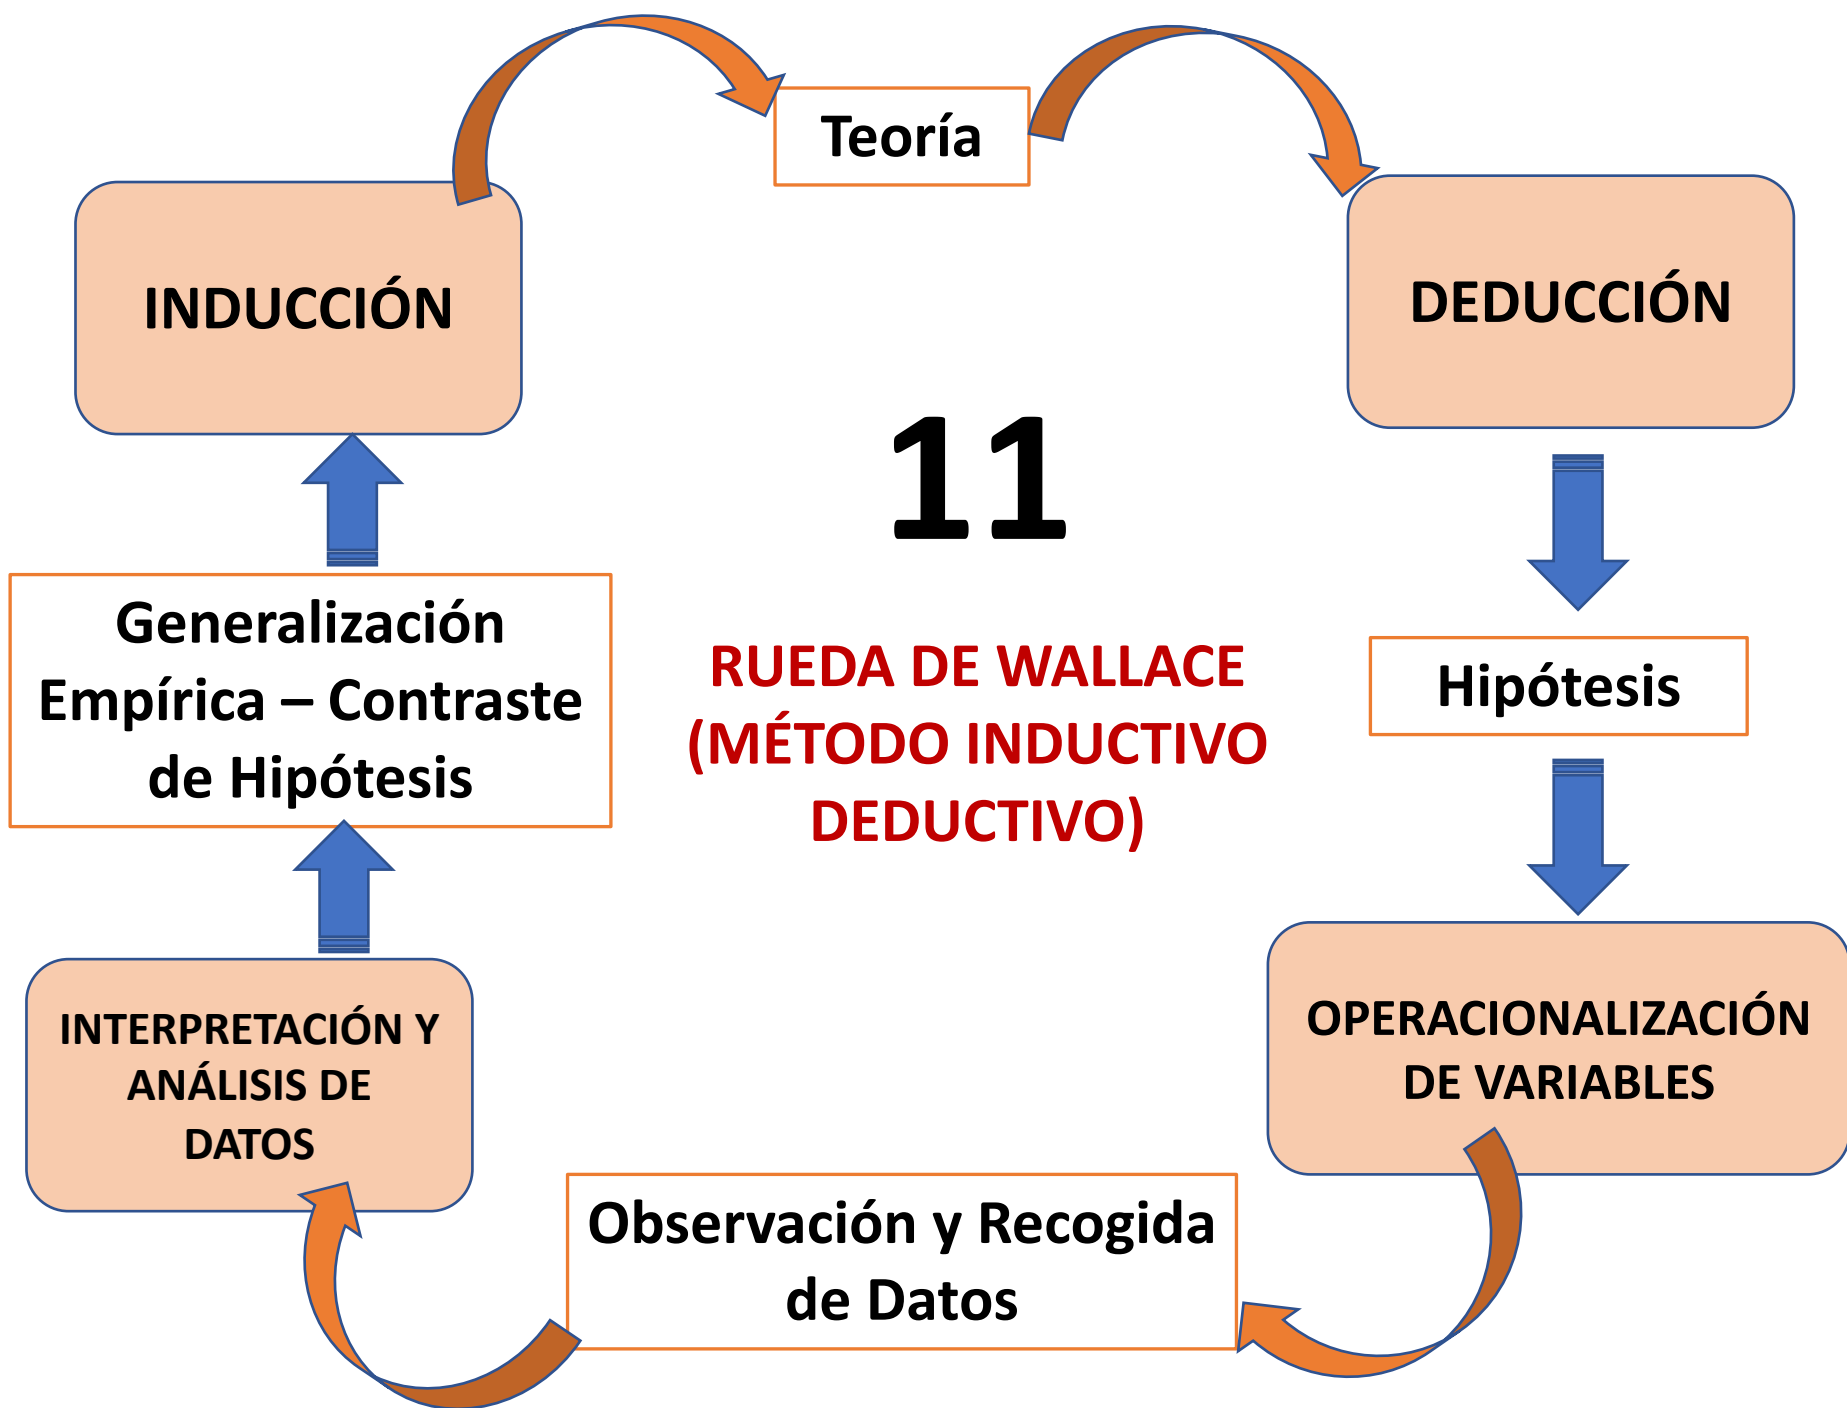 Teoría
INDUCCIÓN
DEDUCCIÓN
11
Generalización
Empírica – Contraste
de Hipótesis
RUEDA DE WALLACE
(MÉTODO INDUCTIVO
DEDUCTIVO)
Hipótesis
INTERPRETACIÓN Y
ANÁLISIS DE
DATOS
OPERACIONALIZACIÓN
DE VARIABLES
Observación y Recogida
de Datos